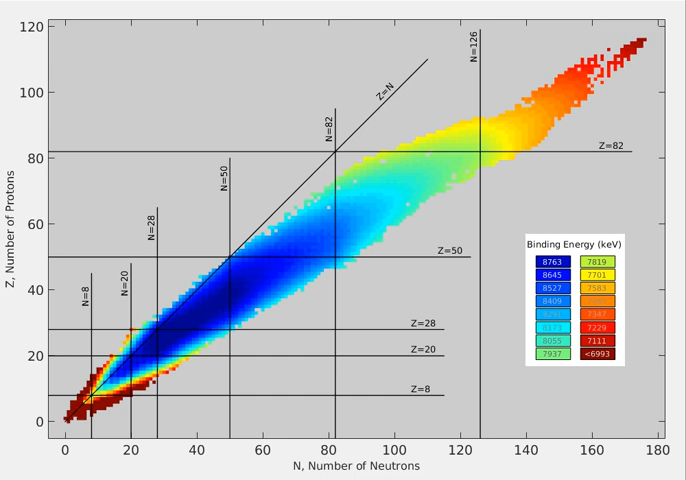 120
100
80
60
40
20
0
Z, Number of Protons
0 20 40 60 80 100 120 140 160 180
N, Number of Neutrons
N=8
N=20
N=28
N=50
N=82
N=126
Z=N
Z=82
Z=50
Z=28
Z=20
Z=8
Binding Energy (keV)
8763 7819
8645 7701
8527 7583
8409
7347
8173 7229
8055 7111
7937 <6993